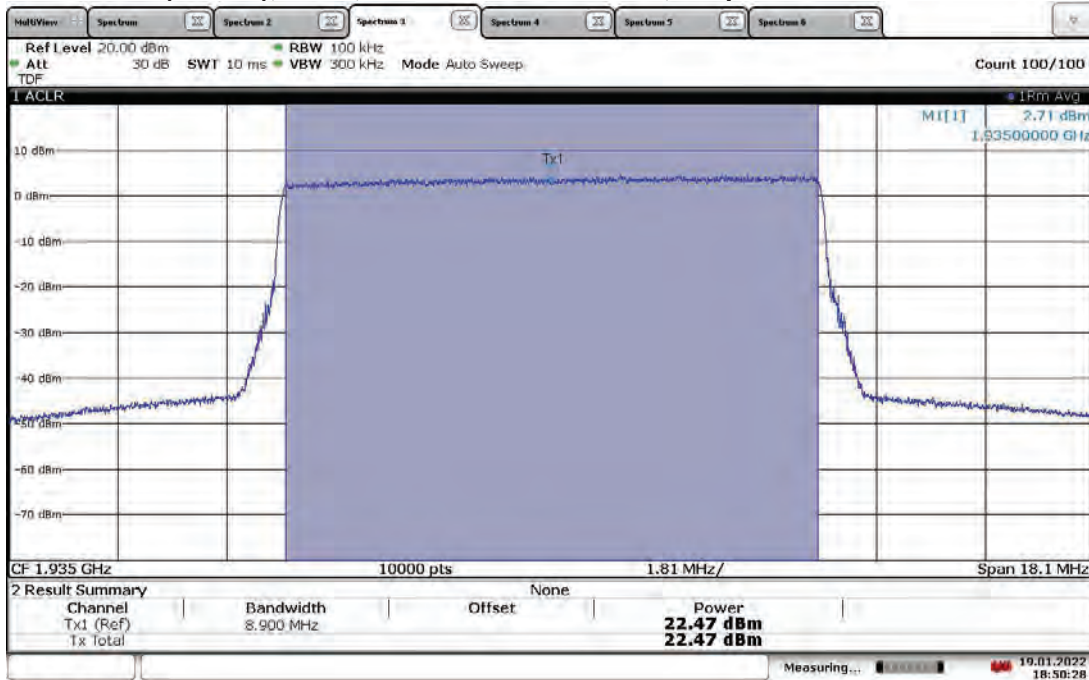 MultiView Spectrum Spectrum 2 Spectrum 3 Spectrum 4 Spectrum 5 Spectrum 6
Ref Level 20.00 dBm RBW 100 kHz
Att 30 dB SWT 10 ms VBW 300 kHz Mode Auto Sweep Count 100/100
TDF
1 ACLR 1Rm Avg
M1[1] 2.71 dBm
1.93500000 GHz
10 dBm
Tx1
0 dBm
-10 dBm
-20 dBm
-30 dBm
-40 dBm
-50 dBm
-60 dBm
-70 dBm
CF 1.935 GHz 10000 pts 1.81 MHz/ Span 18.1 MHz
2 Result Summary None
Channel Bandwidth Offset Power
Tx1 (Ref) 8.900 MHz 22.47 dBm
Tx Total 22.47 dBm
Measuring... 19.01.2022
18:50:28